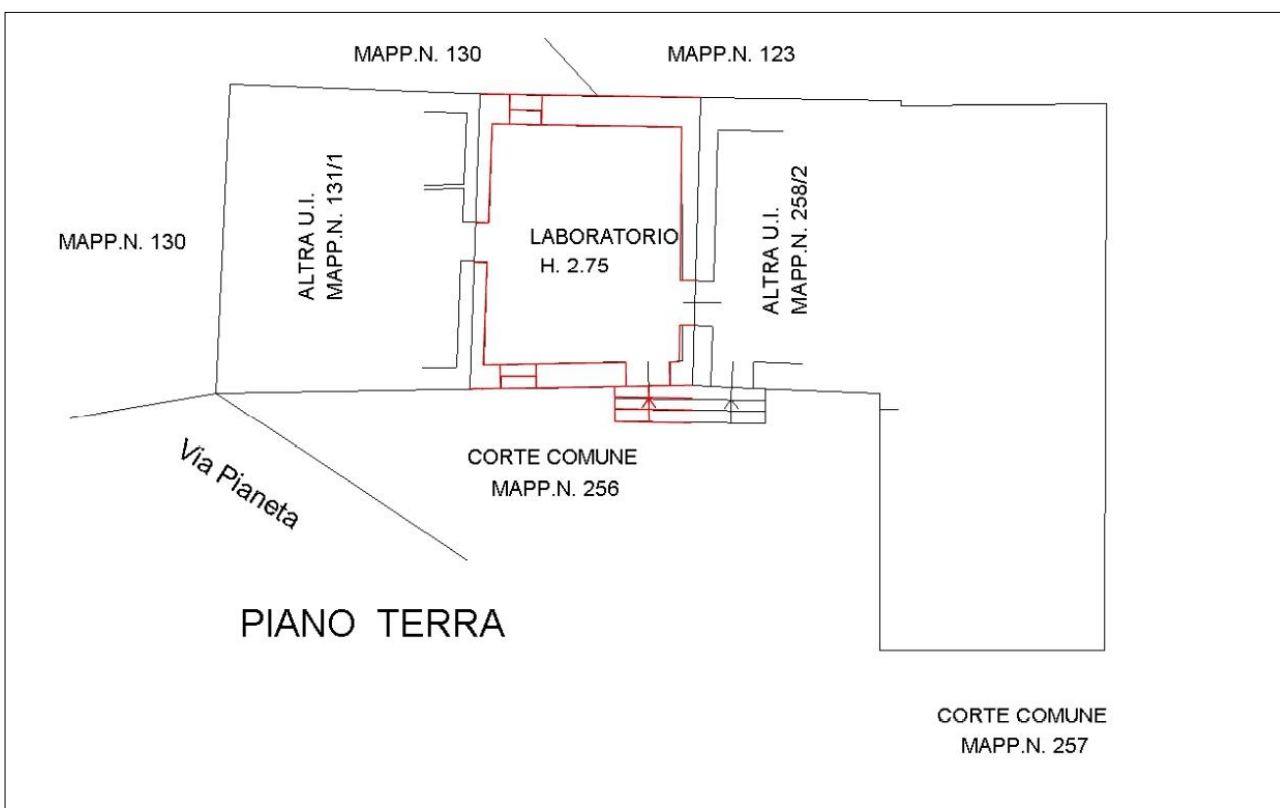 MAPP.N. 130
MAPP.N. 123
MAPP.N. 130
ALTRA U.I.
MAPP.N. 131/1
LABORATORIO
H. 2.75
ALTRA U.I.
MAPP.N. 258/2
Via Pianeta
CORTE COMUNE
MAPP.N. 256
PIANO TERRA
CORTE COMUNE
MAPP.N. 257